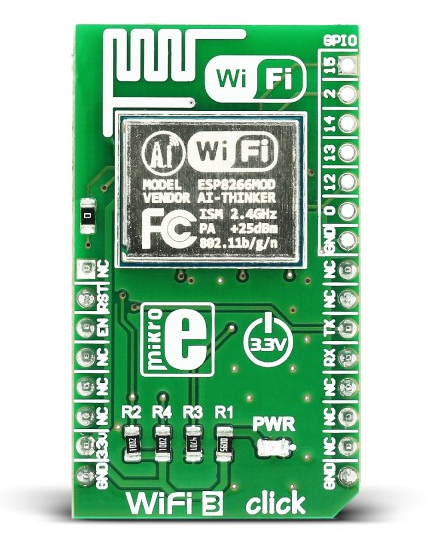 GPIO
15
2
14
13
12
0
GND
Wi Fi
Ai
Wi Fi
MODEL ESP8266MOD
VENDOR AI-THINKER
FC
ISM 2.4GHz
PA +25dBm
802.11b/g/n
0
NC
RST
EN
NC
NC
NC
3.3V
GND
NC
NC
TX
RX
NC
NC
GND
mikro
e
3.3V
R2 R4 R3 R1
PWR
WiFi 3 click